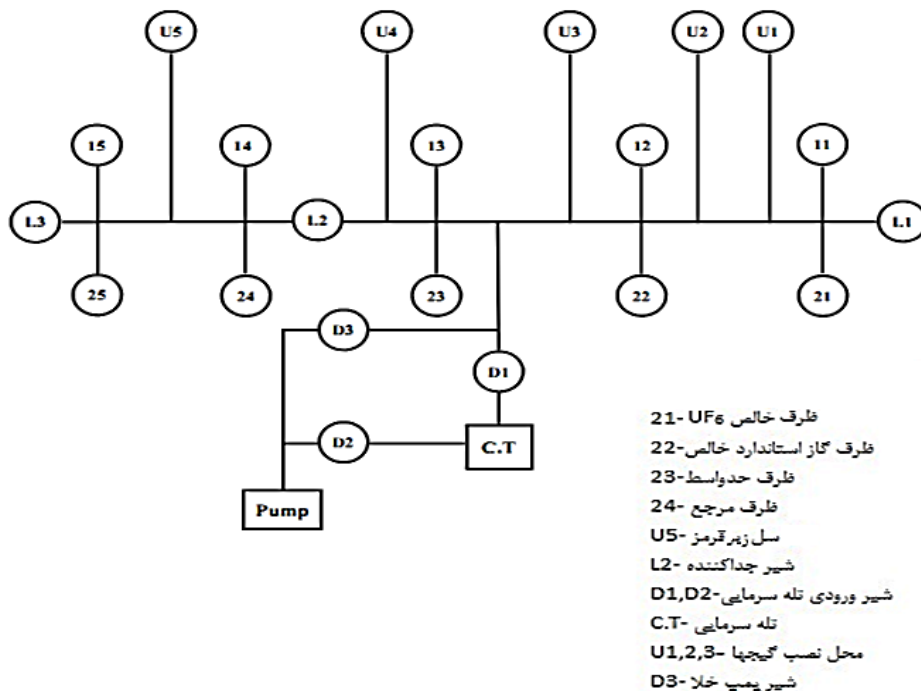 U5
U4
U3
U2
U1
15
14
13
12
11
L3
L2
L1
25
24
23
22
21
D3
D1
D2
C.T
Pump
21- ظرف خالص UF6
22-ظرف گاز استاندارد خالص
23- ظرف حدواسط
24- ظرف مرجع
U5- سل زیرقرمز
L2- شیر جداکننده
D1,D2-شیر ورودی تله سرمایی
C.T- تله سرمایی
U1,2,3- محل نصب گیجها
D3- شیر پمپ خلا